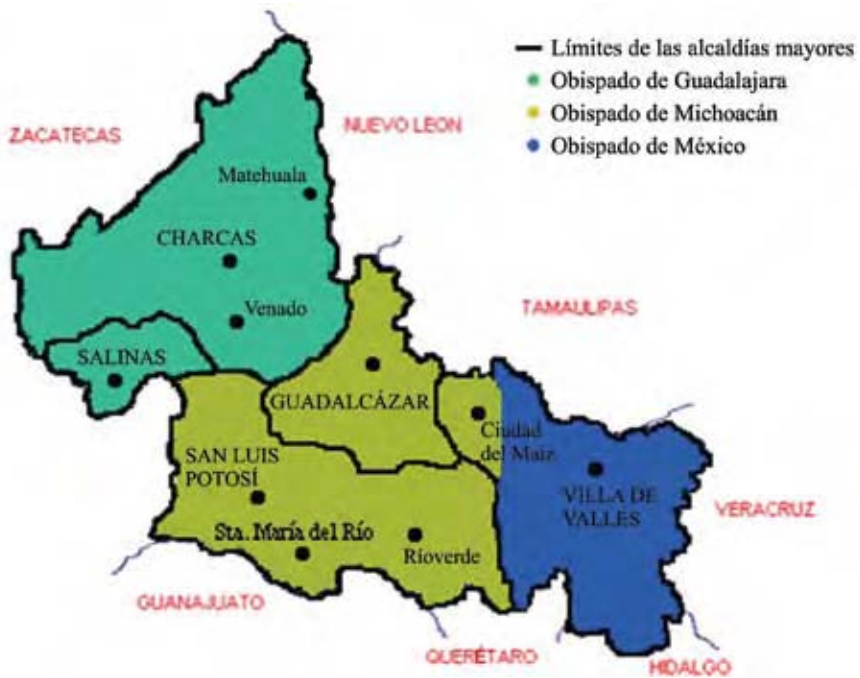 Límites de las alcaldías mayores
Obispado de Guadalajara
Obispado de Michoacán
Obispado de México
ZACATECAS
NUEVO LEON
Matehuala
CHARCAS
Venado
TAMAULIPAS
SALINAS
GUADALCÁZAR
Ciudad
del Maíz
SAN LUIS
POTOSÍ
VILLA DE
VALLES
VERACRUZ
Sta. María del Río
Rioverde
GUANAJUATO
QUERÉTARO
HIDALGO